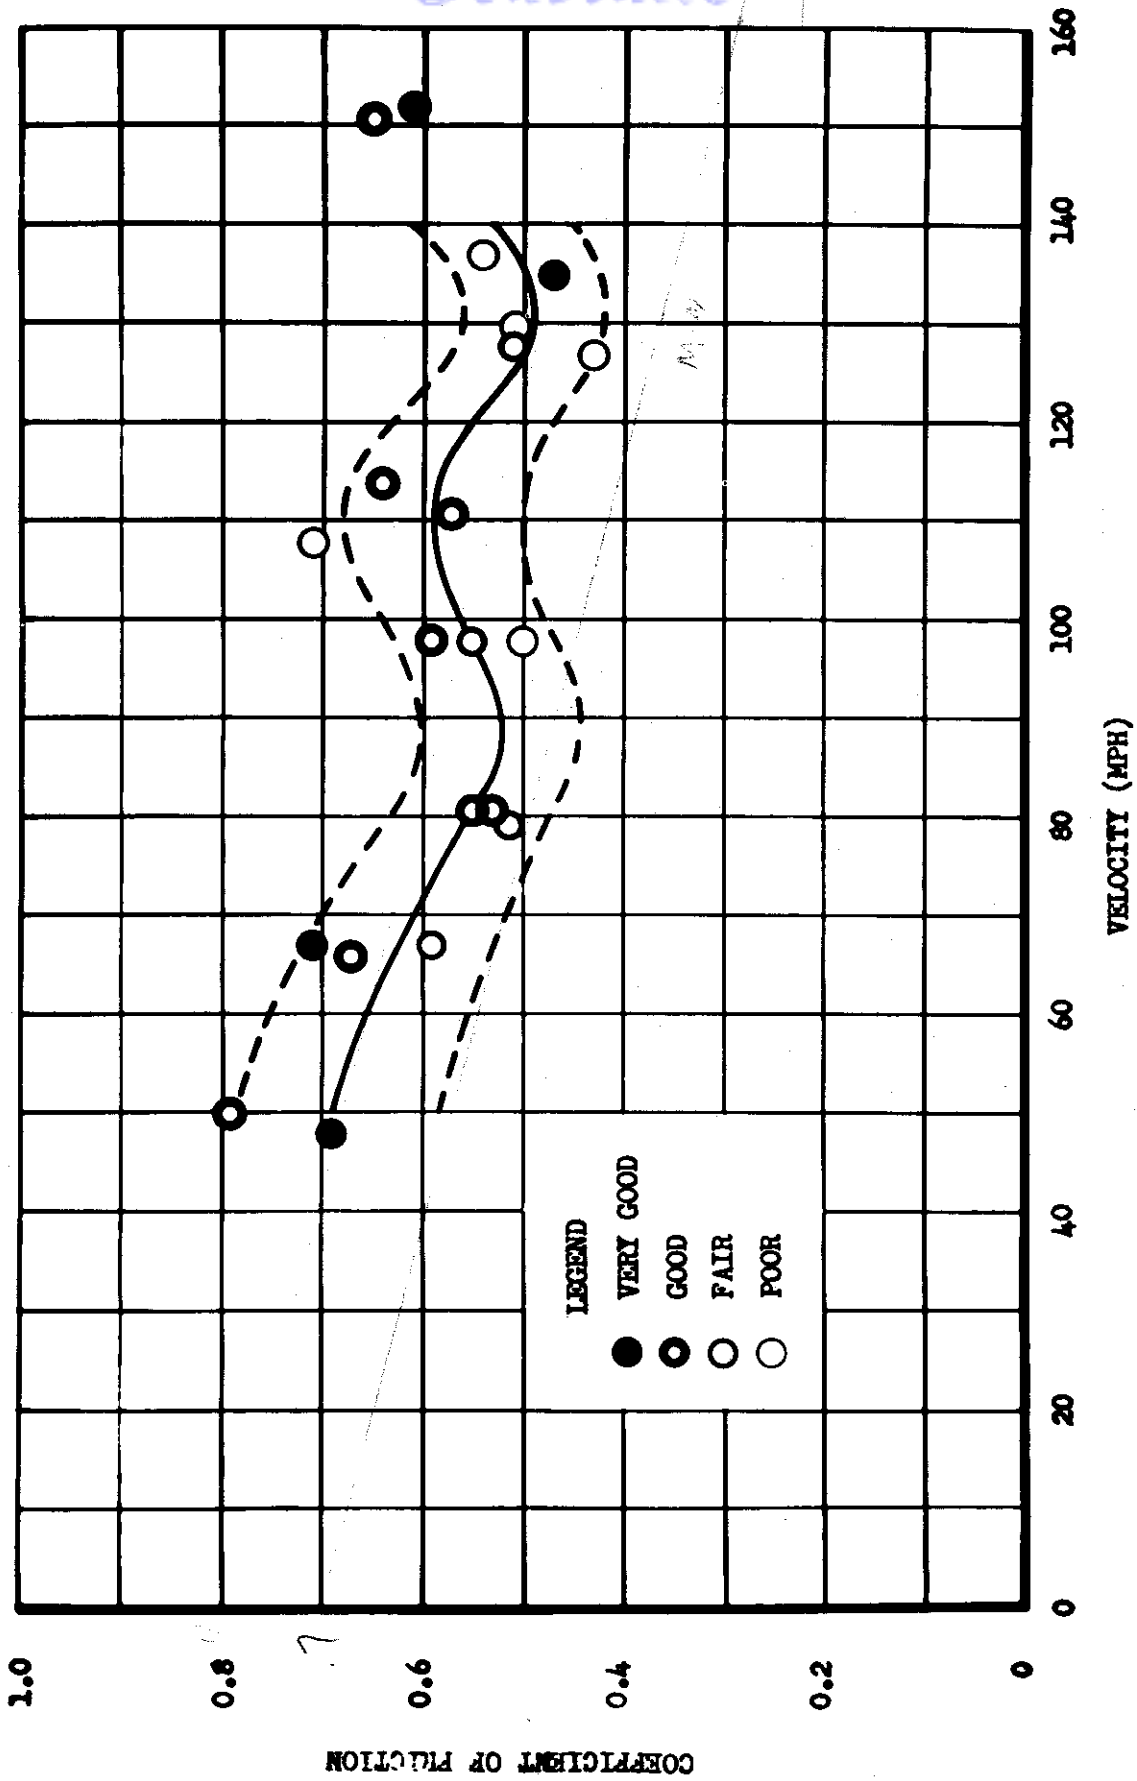 COEFFICIENT OF FRICTION
1.0
0.8
0.6
0.4
0.2
0
LEGEND
VERY GOOD
GOOD
FAIR
POOR
0 20 40 60 80 100 120 140 160
VELOCITY (MPH)